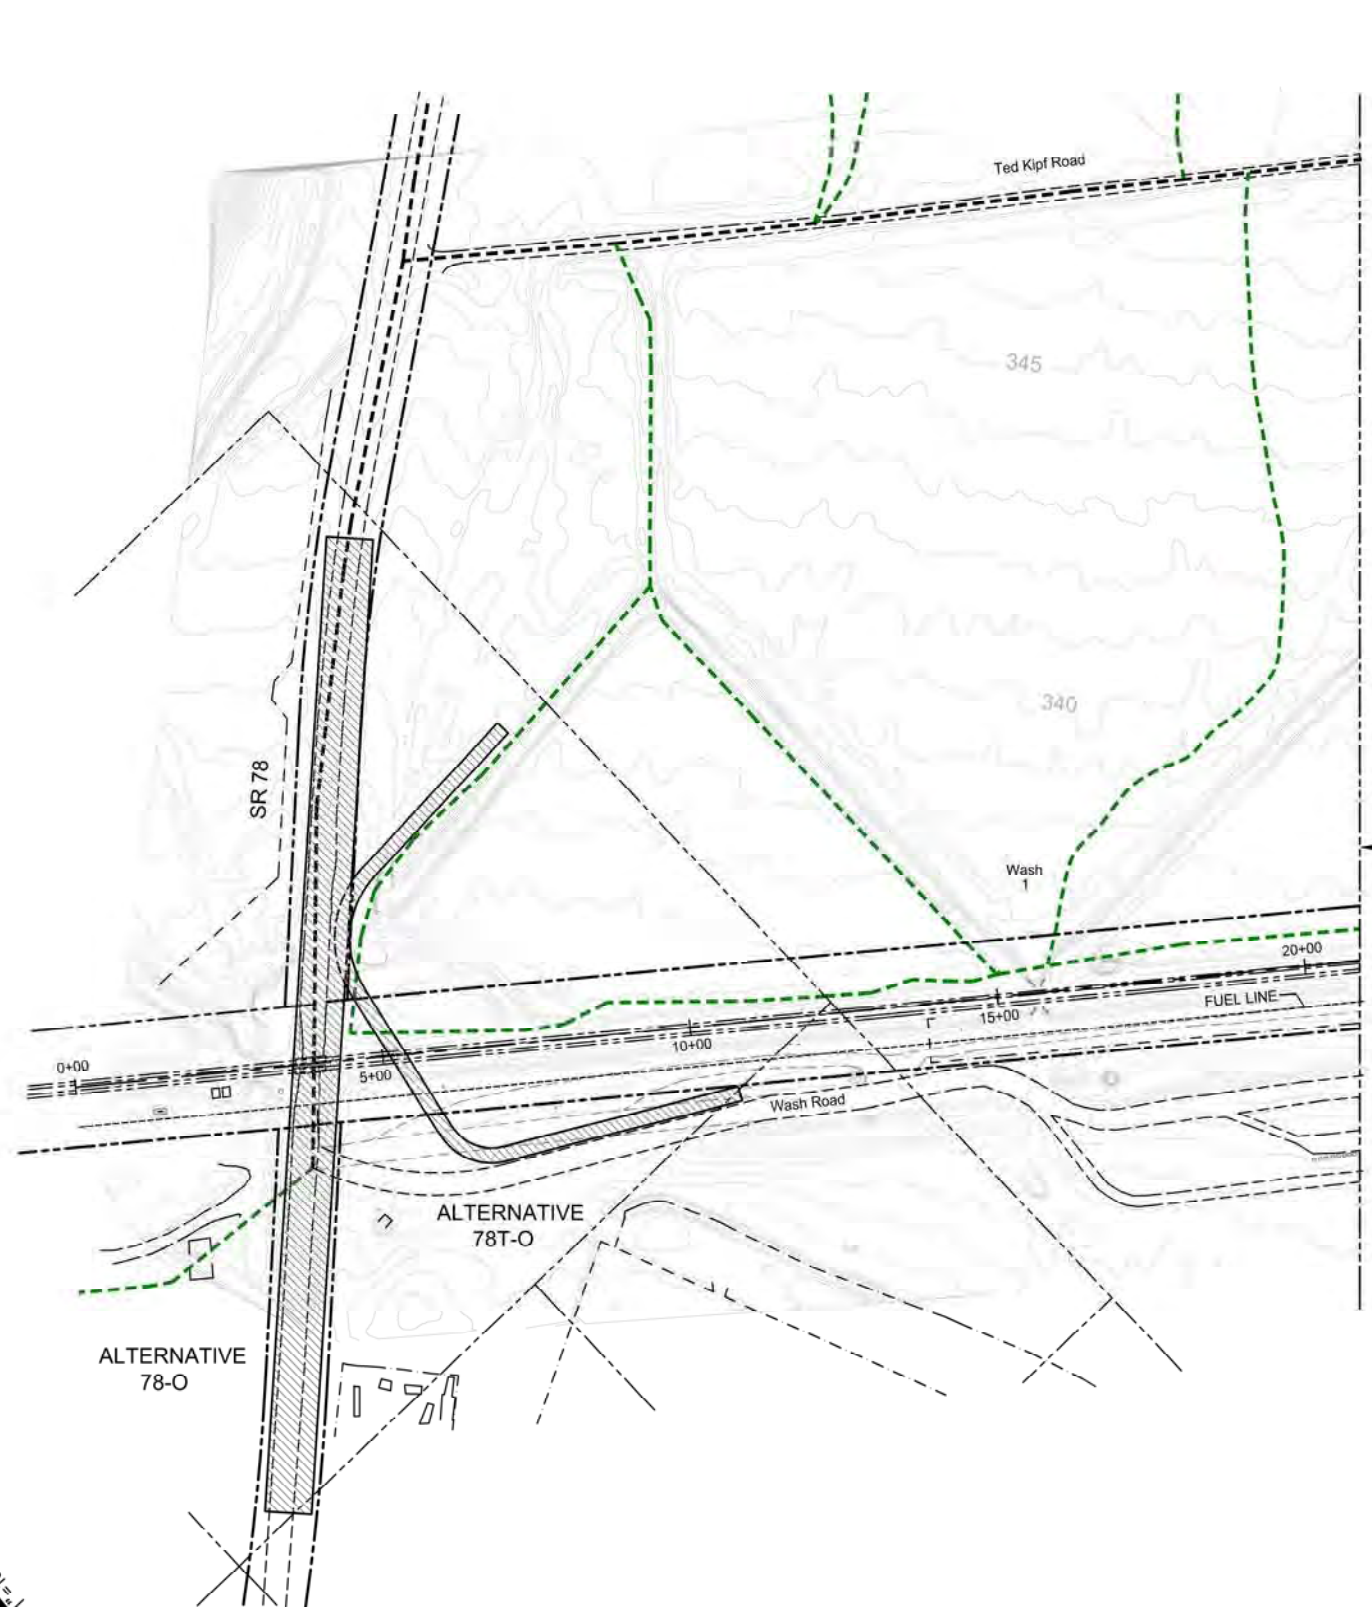 Ted Kipf Road
345
340
SR 78
Wash
1
20+00
FUEL LINE
15+00
10+00
5+00
0+00
Wash Road
ALTERNATIVE
78T-O
ALTERNATIVE
78-O